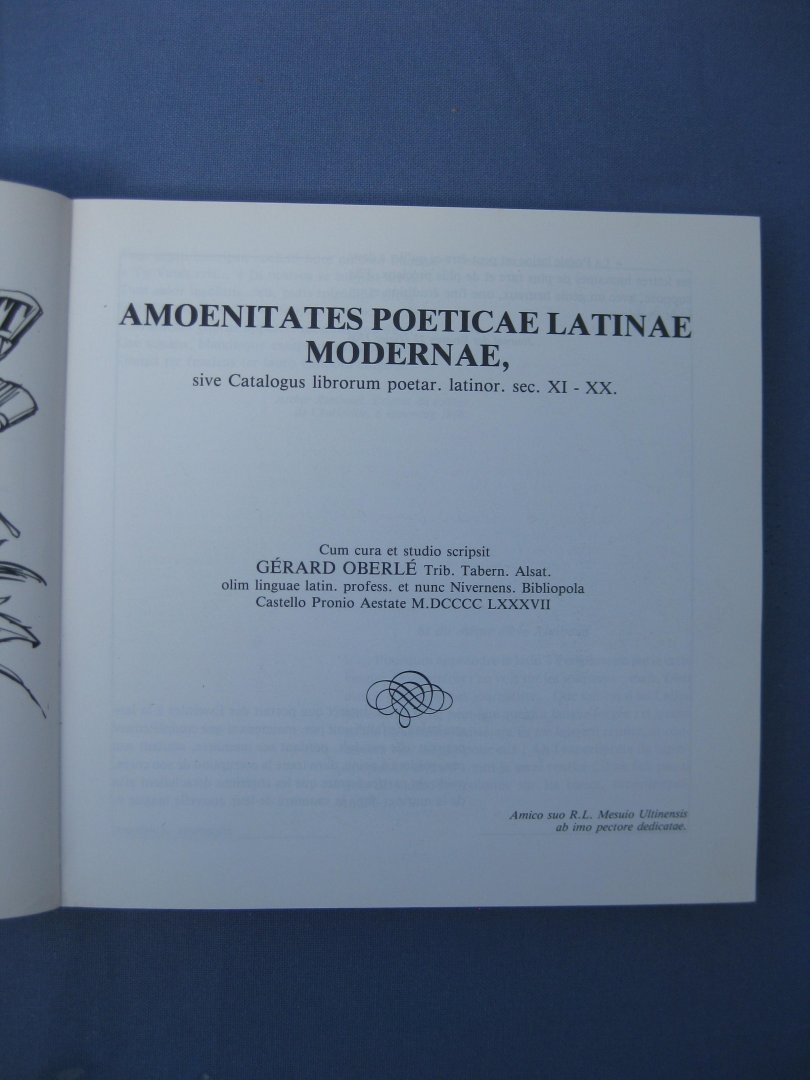 AMOENITATES POETICAE LATINAE
MODERNAE,
sive Catalogus librorum poetar. latinor. sec. XI - XX.
Cum cura et studio scripsit
GÉRARD OBERLÉ Trib. Tabern. Alsat.
olim linguae latin. profess. et nunc Nivernens. Bibliopola
Castello Pronio Aestate M.DCCCC LXXXVII
Amico suo R.L. Mesuio Ultinensis
ab imo pectore dedicatae.